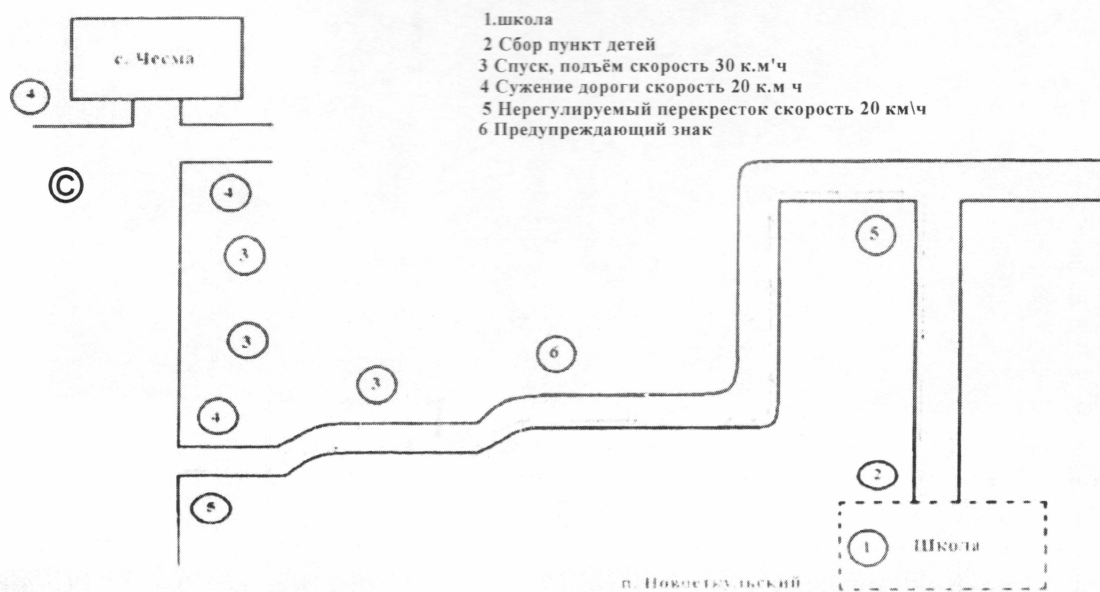 1.школа
2 Сбор пункт детей
3 Спуск, подъём скорость 30 к.м'ч
4 Сужение дороги скорость 20 к.м ч
5 Нерегулируемый перекресток скорость 20 км\ч
6 Предупреждающий знак
с. Чесма
4
©
4
3
3
4
5
3
6
5
2
1 Школа
п. Новоеткульский